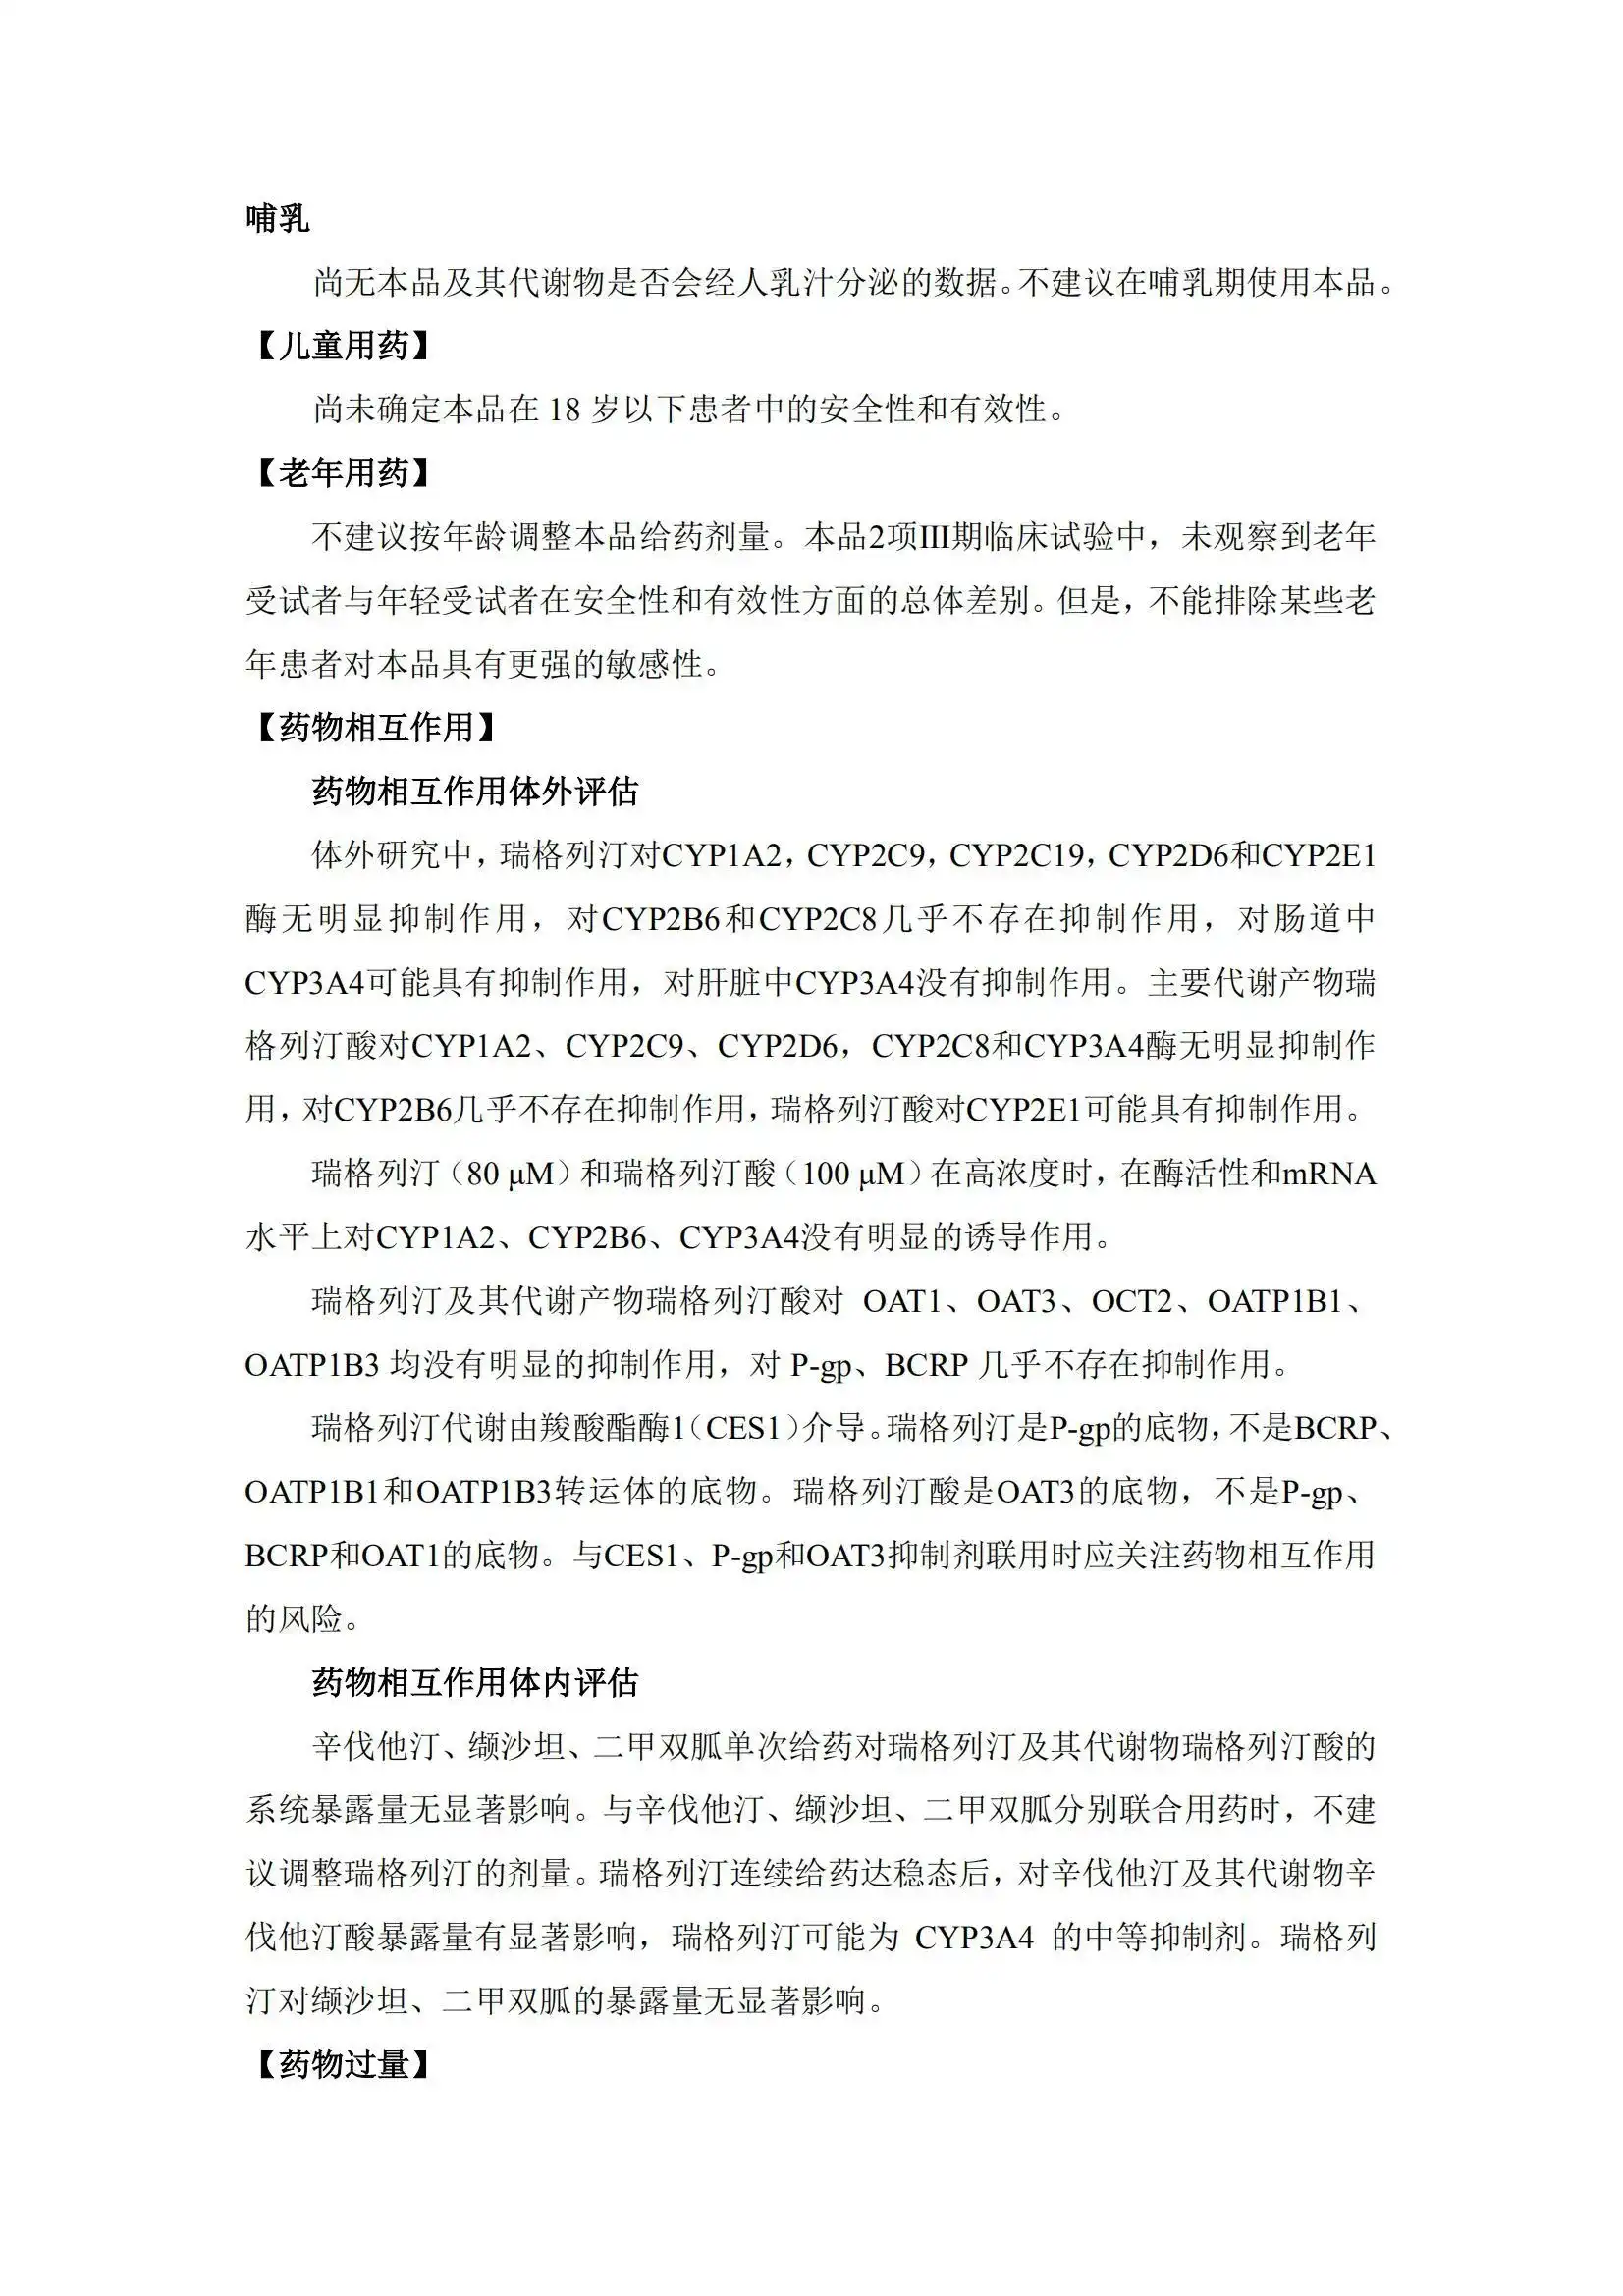 哺乳
尚无本品及其代谢物是否会经人乳汁分泌的数据。不建议在哺乳期使用本品。
【儿童用药】
尚未确定本品在 18 岁以下患者中的安全性和有效性。
【老年用药】
不建议按年龄调整本品给药剂量。本品2项III期临床试验中，未观察到老年
受试者与年轻受试者在安全性和有效性方面的总体差别。但是，不能排除某些老
年患者对本品具有更强的敏感性。
【药物相互作用】
药物相互作用体外评估
体外研究中，瑞格列汀对CYP1A2，CYP2C9，CYP2C19，CYP2D6和CYP2E1
酶无明显抑制作用，对CYP2B6和CYP2C8几乎不存在抑制作用，对肠道中
CYP3A4可能具有抑制作用，对肝脏中CYP3A4没有抑制作用。主要代谢产物瑞
格列汀酸对CYP1A2、CYP2C9、CYP2D6，CYP2C8和CYP3A4酶无明显抑制作
用，对CYP2B6几乎不存在抑制作用，瑞格列汀酸对CYP2E1可能具有抑制作用。
瑞格列汀（80 μM）和瑞格列汀酸（100 μM）在高浓度时，在酶活性和mRNA
水平上对CYP1A2、CYP2B6、CYP3A4没有明显的诱导作用。
瑞格列汀及其代谢产物瑞格列汀酸对 OAT1、OAT3、OCT2、OATP1B1、
OATP1B3 均没有明显的抑制作用，对 P-gp、BCRP 几乎不存在抑制作用。
瑞格列汀代谢由羧酸酯酶1（CES1）介导。瑞格列汀是P-gp的底物，不是BCRP、
OATP1B1和OATP1B3转运体的底物。瑞格列汀酸是OAT3的底物，不是P-gp、
BCRP和OAT1的底物。与CES1、P-gp和OAT3抑制剂联用时应关注药物相互作用
的风险。
药物相互作用体内评估
辛伐他汀、缬沙坦、二甲双胍单次给药对瑞格列汀及其代谢物瑞格列汀酸的
系统暴露量无显著影响。与辛伐他汀、缬沙坦、二甲双胍分别联合用药时，不建
议调整瑞格列汀的剂量。瑞格列汀连续给药达稳态后，对辛伐他汀及其代谢物辛
伐他汀酸暴露量有显著影响，瑞格列汀可能为 CYP3A4 的中等抑制剂。瑞格列
汀对缬沙坦、二甲双胍的暴露量无显著影响。
【药物过量】